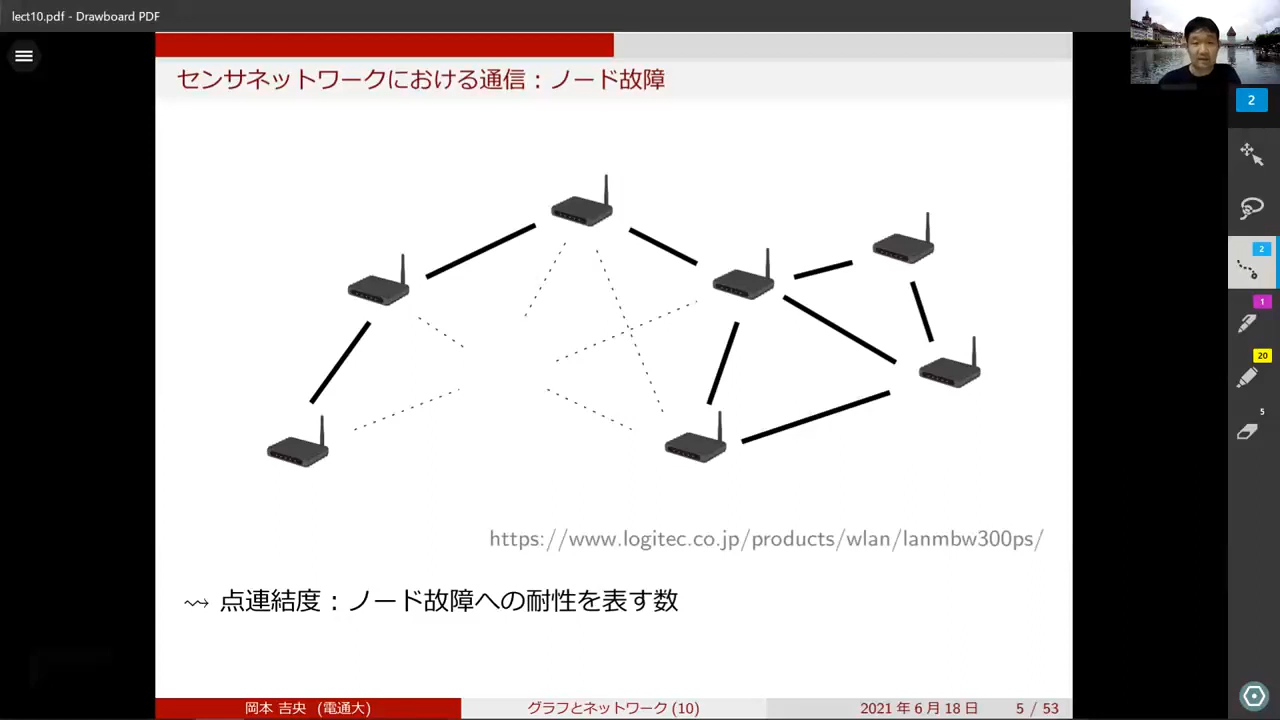 lect10.pdf - Drawboard PDF
2
センサネットワークにおける通信：ノード故障
2
1
20
5
https://www.logitec.co.jp/products/wlan/lanmbw300ps/
⇝ 点連結度：ノード故障への耐性を表す数
岡本 吉央 (電通大)
グラフとネットワーク (10)
2021 年 6 月 18 日 5 / 53